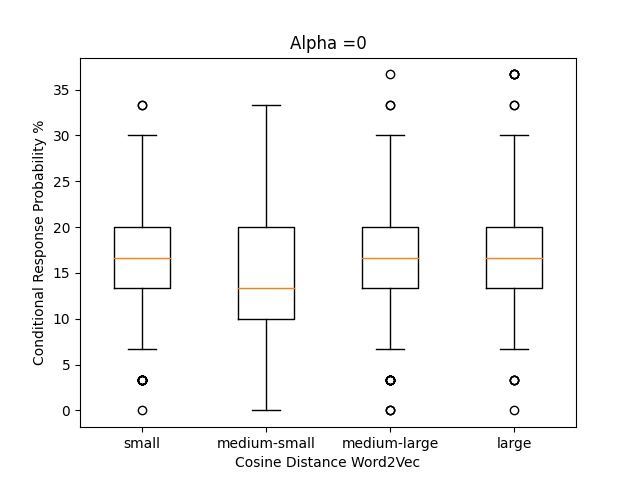 Alpha =0
Conditional Response Probability %
35
30
25
20
15
10
5
0
small
medium-small
medium-large
large
Cosine Distance Word2Vec